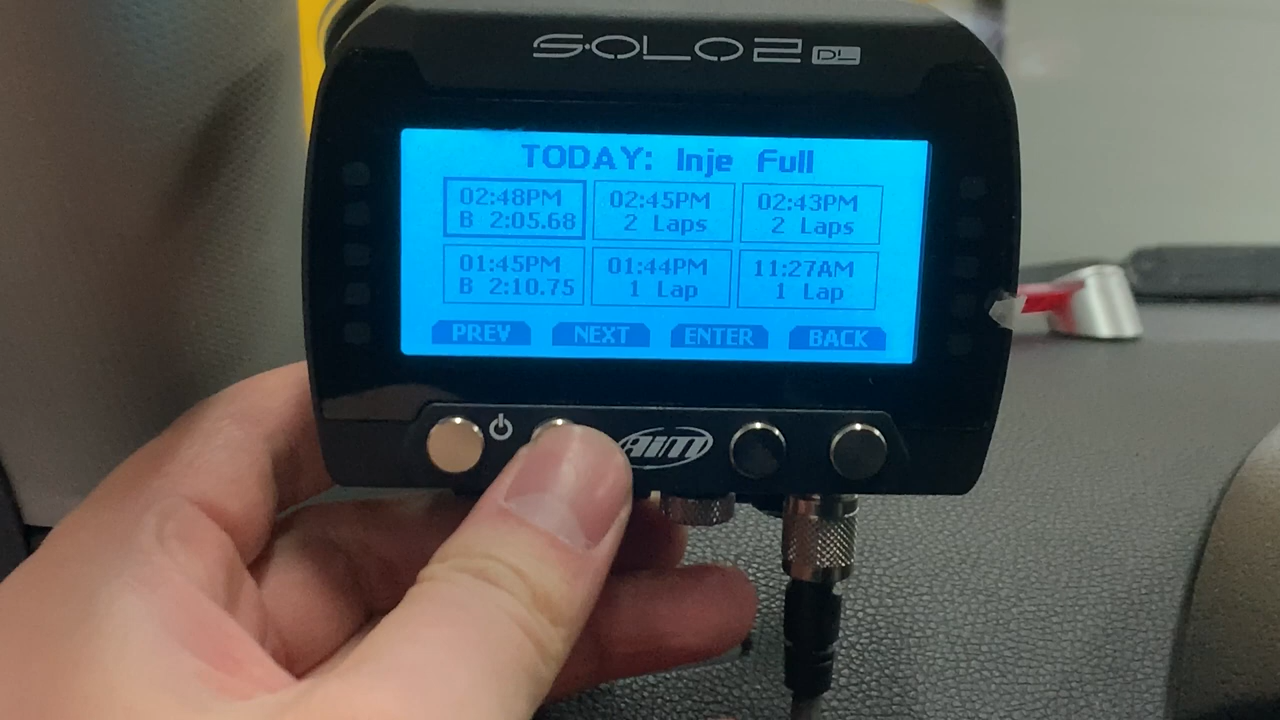 SOLO2 DL
TODAY: Inje Full
02:48PM
B 2:05.68
02:45PM
2 Laps
02:43PM
2 Laps
01:45PM
B 2:10.75
01:44PM
1 Lap
11:27AM
1 Lap
PREV
NEXT
ENTER
BACK
AiM